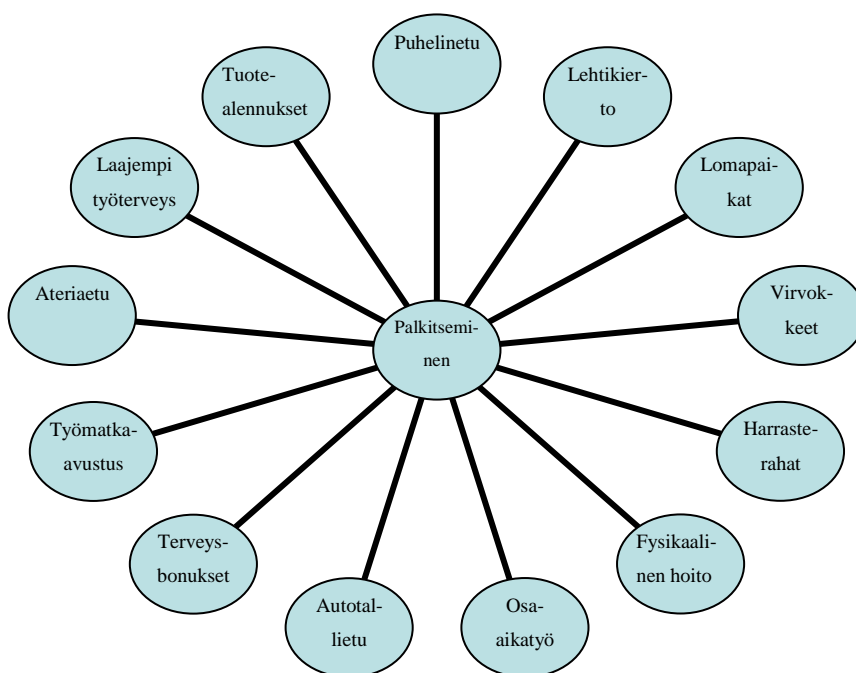 Puhelinetu
Tuote-
alennukset
Lehtikier-
to
Laajempi
työterveys
Lomapai-
kat
Ateriaetu
Virvok-
keet
Palkitsemi-
nen
Työmatka-
avustus
Harraste-
rahat
Terveys-
bonukset
Fysikaali-
nen hoito
Autotal-
lietu
Osa-
aikatyö